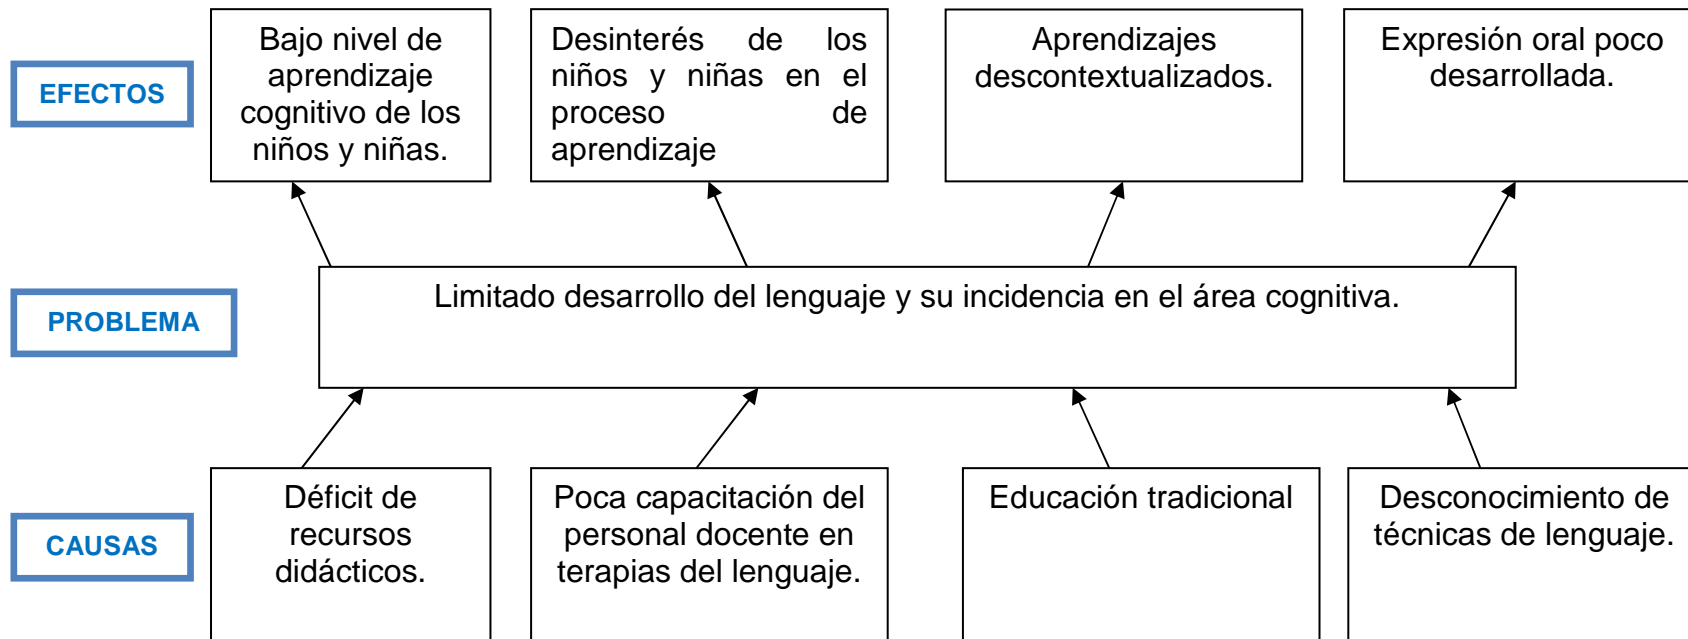 EFECTOS
Bajo nivel de
aprendizaje
cognitivo de los
niños y niñas.
Desinterés de los
niños y niñas en el
proceso de
aprendizaje
Aprendizajes
descontextualizados.
Expresión oral poco
desarrollada.
PROBLEMA
Limitado desarrollo del lenguaje y su incidencia en el área cognitiva.
CAUSAS
Déficit de
recursos
didácticos.
Poca capacitación del
personal docente en
terapias del lenguaje.
Educación tradicional
Desconocimiento de
técnicas de lenguaje.